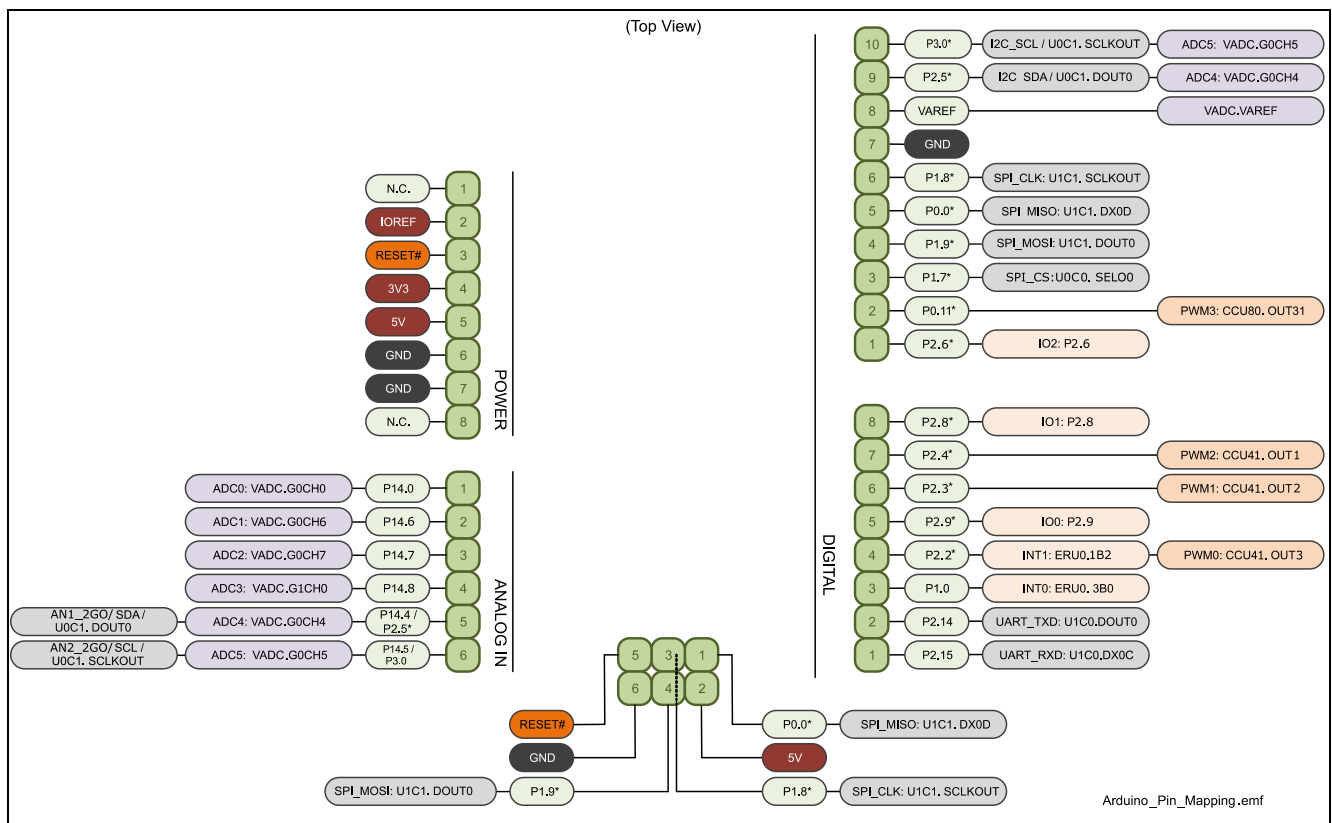 (Top View)
N.C. 1
IOREF 2
RESET# 3
3V3 4
5V 5
GND 6
GND 7
N.C. 8
POWER
ADC0: VADC.G0CH0 P14.0 1
ADC1: VADC.G0CH6 P14.6 2
ADC2: VADC.G0CH7 P14.7 3
ADC3: VADC.G1CH0 P14.8 4
AN1_2GO/ SDA /
U0C1. DOUT0
ADC4: VADC.G0CH4
P14.4 /
P2.5*
5
AN2_2GO/ SCL /
U0C1. SCLKOUT
ADC5: VADC.G0CH5
P14.5 /
P3.0
6
ANALOG IN
10 P3.0* I2C_SCL / U0C1. SCLKOUT ADC5: VADC.G0CH5
9 P2.5* I2C SDA / U0C1. DOUT0 ADC4: VADC.G0CH4
8 VAREF VADC.VAREF
7 GND
6 P1.8* SPI_CLK: U1C1. SCLKOUT
5 P0.0* SPI MISO: U1C1. DX0D
4 P1.9* SPI_MOSI: U1C1. DOUT0
3 P1.7* SPI_CS:U0C0. SELO0
2 P0.11* PWM3: CCU80. OUT31
1 P2.6* IO2: P2.6
8 P2.8* IO1: P2.8
7 P2.4* PWM2: CCU41. OUT1
6 P2.3* PWM1: CCU41. OUT2
5 P2.9* IO0: P2.9
4 P2.2* INT1: ERU0.1B2 PWM0: CCU41. OUT3
3 P1.0 INT0: ERU0. 3B0
2 P2.14 UART_TXD: U1C0.DOUT0
1 P2.15 UART_RXD: U1C0.DX0C
DIGITAL
5 3 1
6 4 2
RESET# P0.0* SPI_MISO: U1C1. DX0D
GND 5V
SPI_MOSI: U1C1. DOUT0 P1.9* P1.8* SPI_CLK: U1C1. SCLKOUT
Arduino_Pin_Mapping.emf